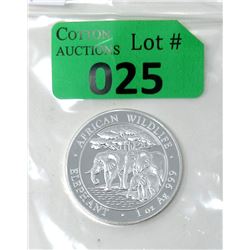 COTTON
AUCTIONS
Lot #
025
AFRICAN WILDLIFE
ELEPHANT · 1 oz Ag 999